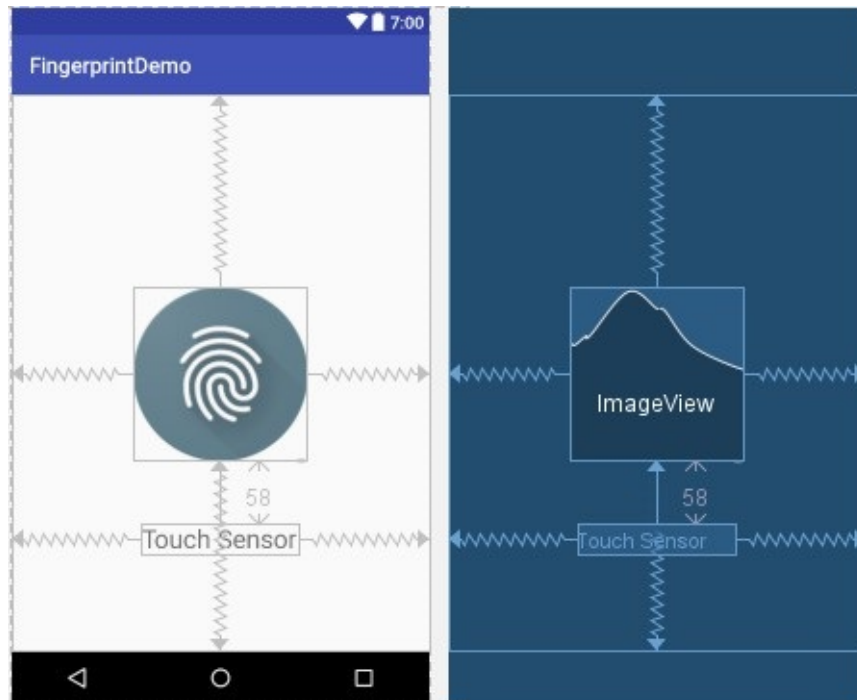 7:00
FingerprintDemo
58
Touch Sensor
ImageView
58
Touch Sensor